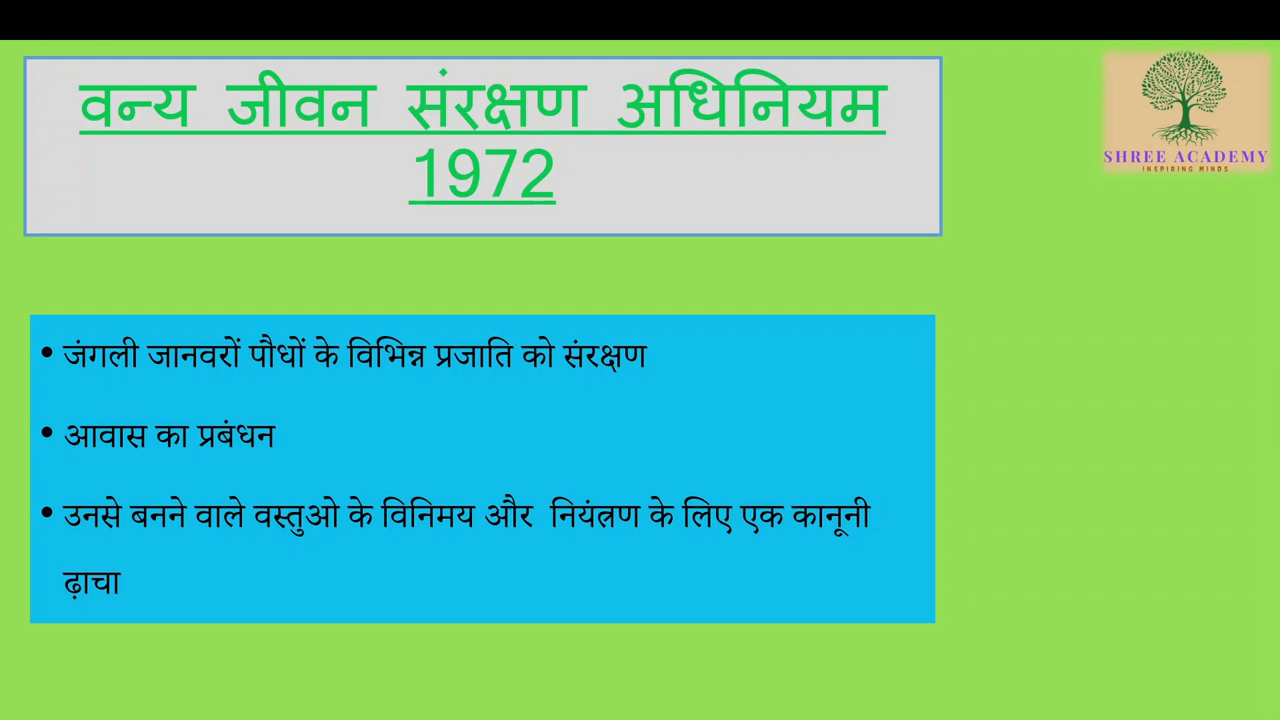 वन्य जीवन संरक्षण अधिनियम
1972
SHREE ACADEMY
INSPIRING MINDS
• जंगली जानवरों पौधों के विभिन्न प्रजाति को संरक्षण
• आवास का प्रबंधन
• उनसे बनने वाले वस्तुओ के विनिमय और नियंत्रण के लिए एक कानूनी
ढ़ाचा